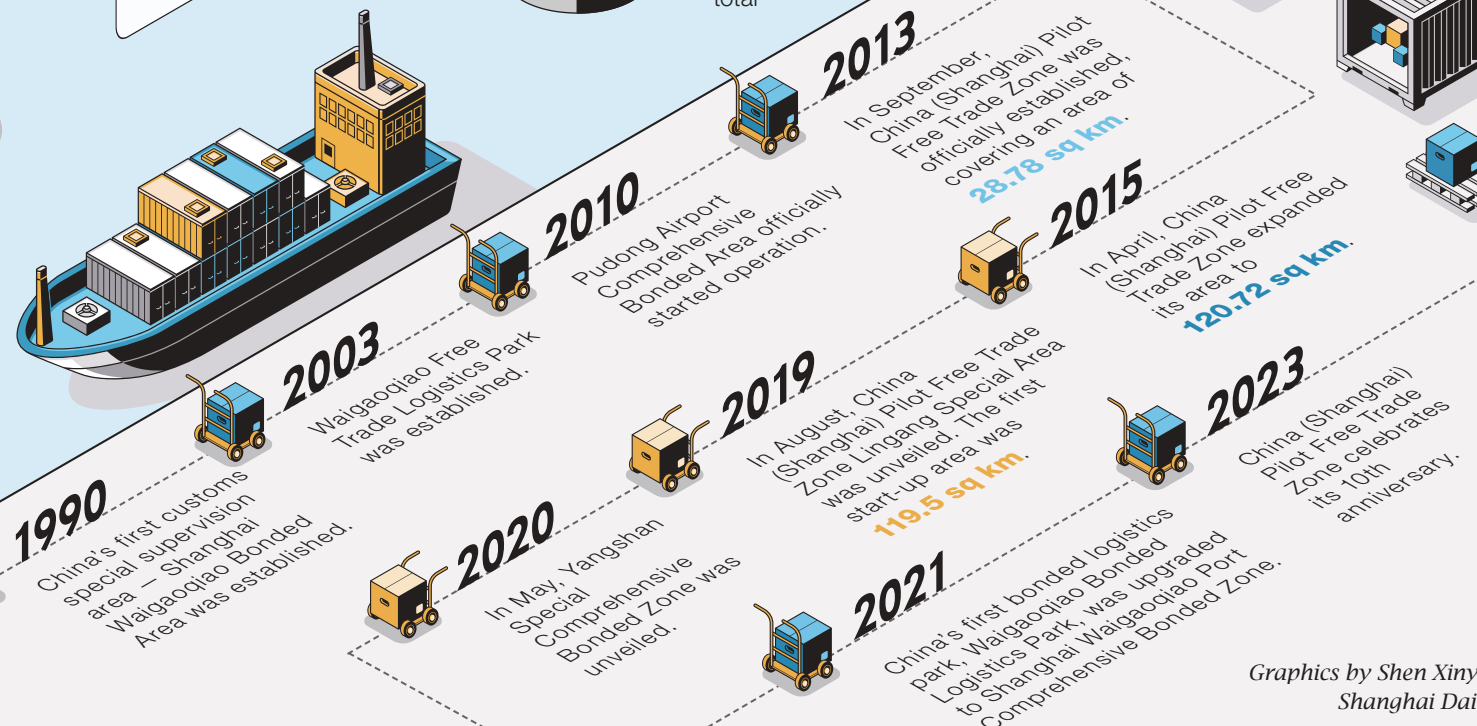 total
1990
China's first customs
special supervision
area — Shanghai
Waigaoqiao Bonded
Area was established.
2003
Waigaoqiao Free
Trade Logistics Park
was established.
2010
Pudong Airport
Comprehensive
Bonded Area officially
started operation.
2013
In September,
China (Shanghai) Pilot
Free Trade Zone was
officially established,
covering an area of
28.78 sq km.
2015
In April, China
(Shanghai) Pilot Free
Trade Zone expanded
its area to
120.72 sq km.
2019
In August, China
(Shanghai) Pilot Free Trade
Zone Lingang Special Area
was unveiled. The first
start-up area was
119.5 sq km.
2020
In May, Yangshan
Special
Comprehensive
Bonded Zone was
unveiled.
2021
China's first bonded logistics
park, Waigaoqiao Bonded
Logistics Park, was upgraded
to Shanghai Waigaoqiao Port
Comprehensive Bonded Zone.
2023
China (Shanghai)
Pilot Free Trade
Zone celebrates
its 10th
anniversary.
Graphics by Shen Xiny
Shanghai Dai